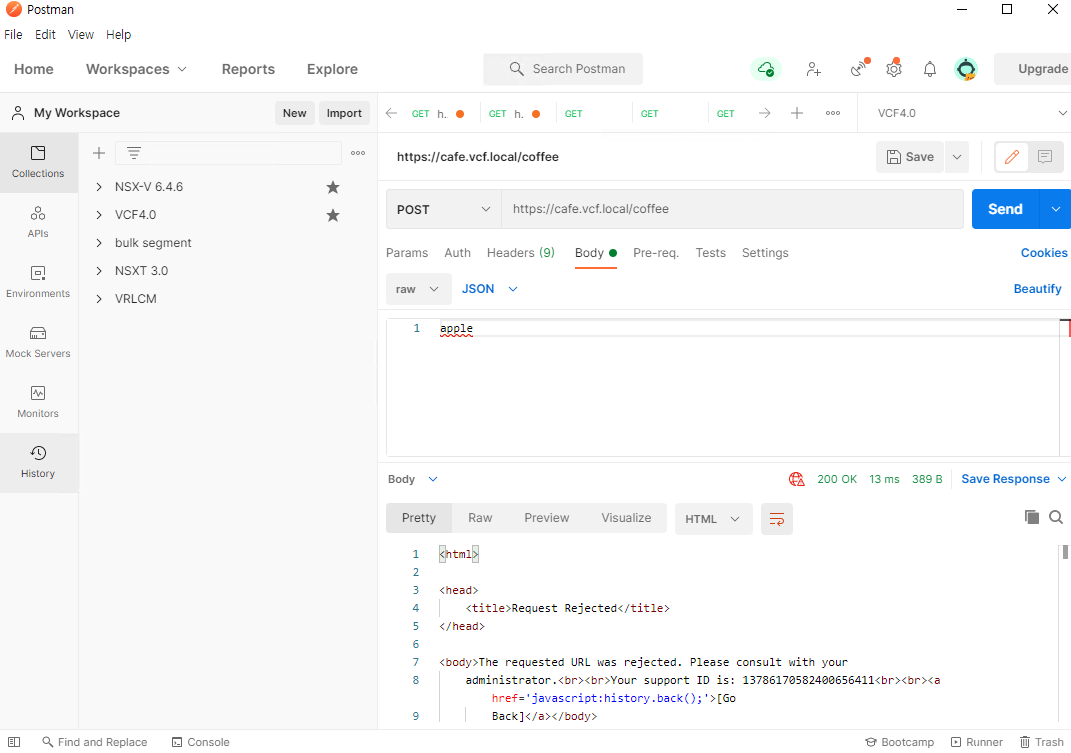 Postman
File Edit View Help
Home Workspaces Reports Explore Search Postman Upgrade
My Workspace New Import GET h.. GET h. GET GET GET VCF4.0
Collections
APIs
Environments
Mock Servers
Monitors
History
NSX-V 6.4.6
VCF4.0
bulk segment
NSXT 3.0
VRLCM
https://cafe.vcf.local/coffee Save
POST https://cafe.vcf.local/coffee Send
Params Auth Headers (9) Body Pre-req. Tests Settings Cookies
raw JSON Beautify
1 apple
Body 200 OK 13 ms 389 B Save Response
Pretty Raw Preview Visualize HTML
1 <html>
2
3 <head>
4 <title>Request Rejected</title>
5 </head>
6
7 <body>The requested URL was rejected. Please consult with your
8 administrator.<br><br>Your support ID is: 13786170582400656411<br><br><a
href='javascript:history.back();'>[Go
9 Back]</a></body>
Find and Replace Console Bootcamp Runner Trash